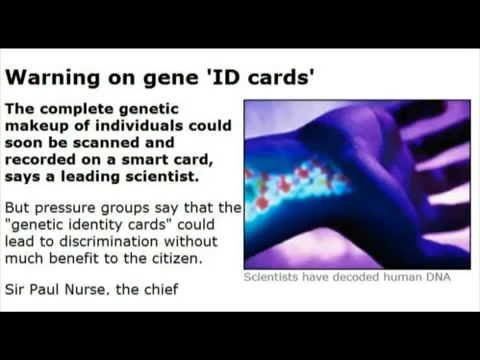 Warning on gene 'ID cards'
The complete genetic
makeup of individuals could
soon be scanned and
recorded on a smart card,
says a leading scientist.
But pressure groups say that the
"genetic identity cards" could
lead to discrimination without
much benefit to the citizen.
Sir Paul Nurse, the chief
Scientists have decoded human DNA